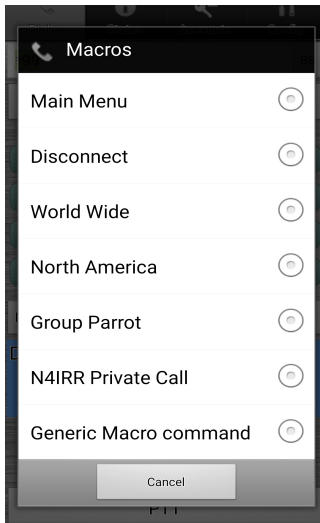 Macros
Main Menu
Disconnect
World Wide
North America
Group Parrot
N4IRR Private Call
Generic Macro command
Cancel
PTT